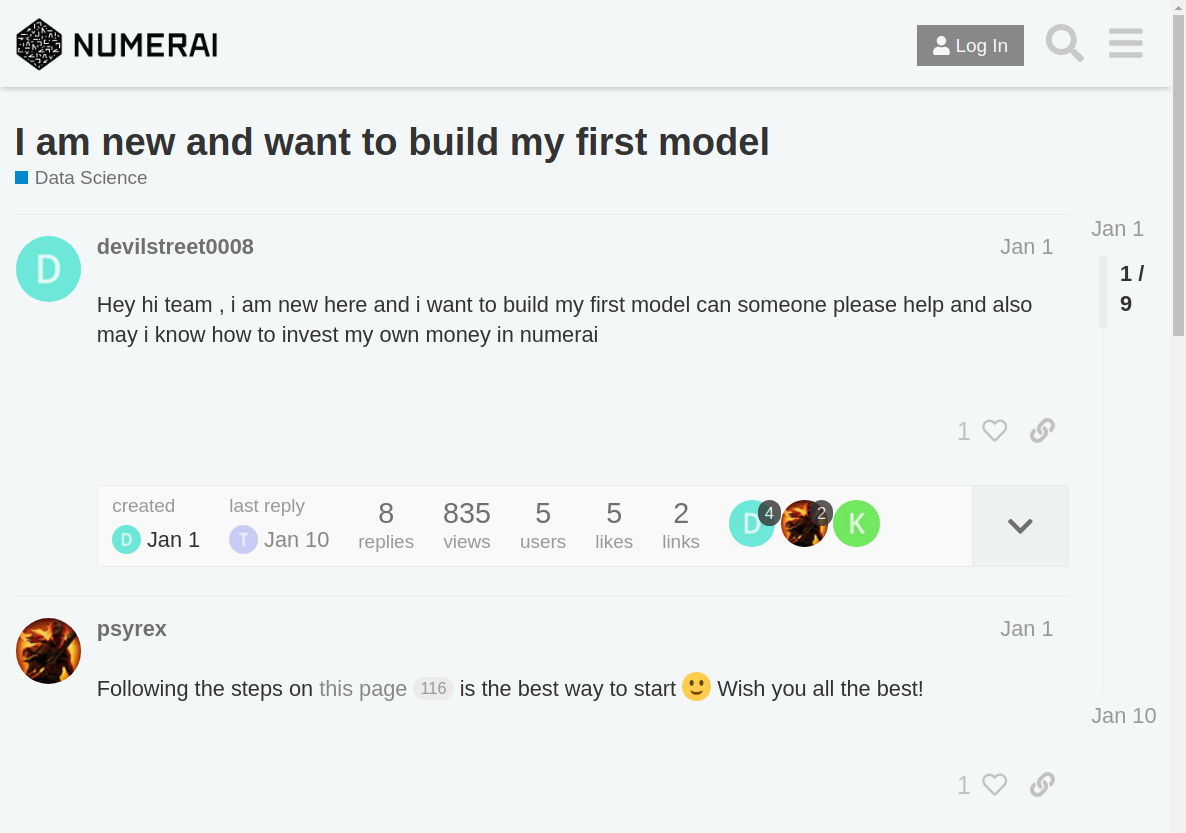 NUMERAI
Log In
I am new and want to build my first model
Data Science
Jan 1
1 /
9
Jan 10
D
devilstreet0008
Jan 1
Hey hi team , i am new here and i want to build my first model can someone please help and also
may i know how to invest my own money in numerai
1
created
D Jan 1
last reply
T Jan 10
8
replies
835
views
5
users
5
likes
2
links
D 4 2 K
psyrex
Jan 1
Following the steps on this page 116 is the best way to start 🙂 Wish you all the best!
1